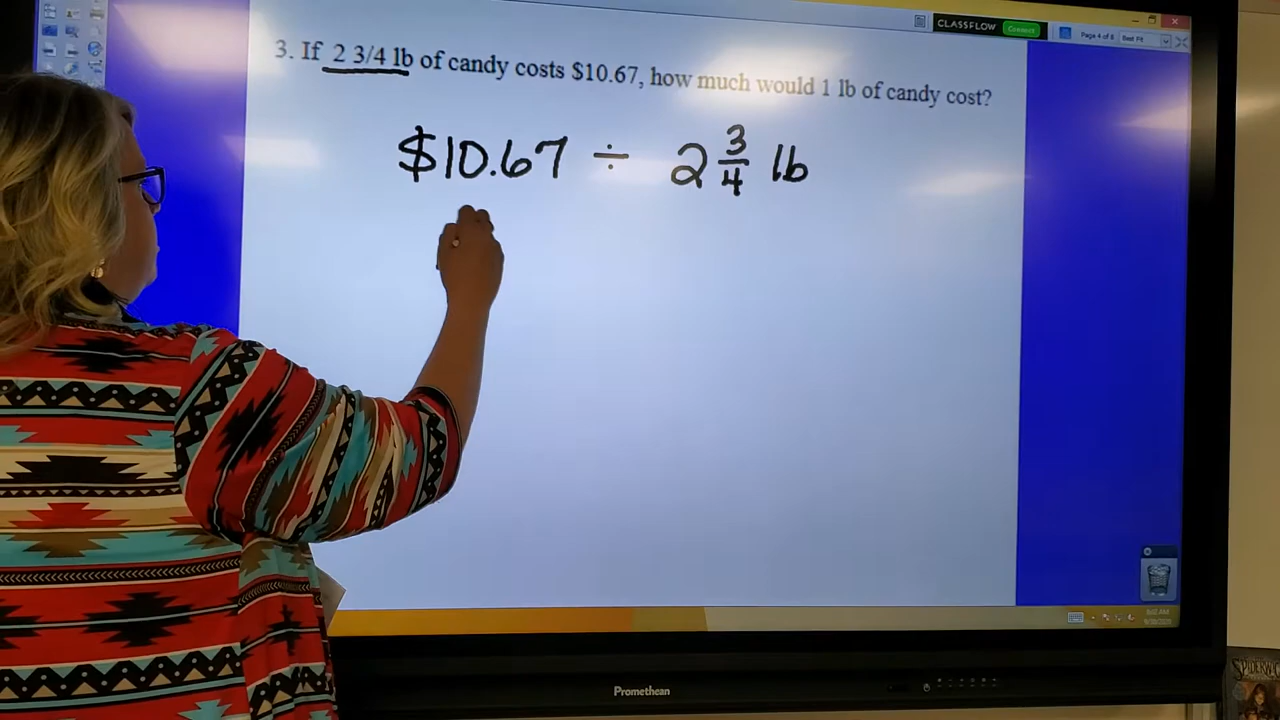 CLASSFLOW Connect
Page 4 of 8 Best Fit
3. If 2 3/4 lb of candy costs $10.67, how much would 1 lb of candy cost?
$10.67 ÷ 2 3/4 lb
Promethean